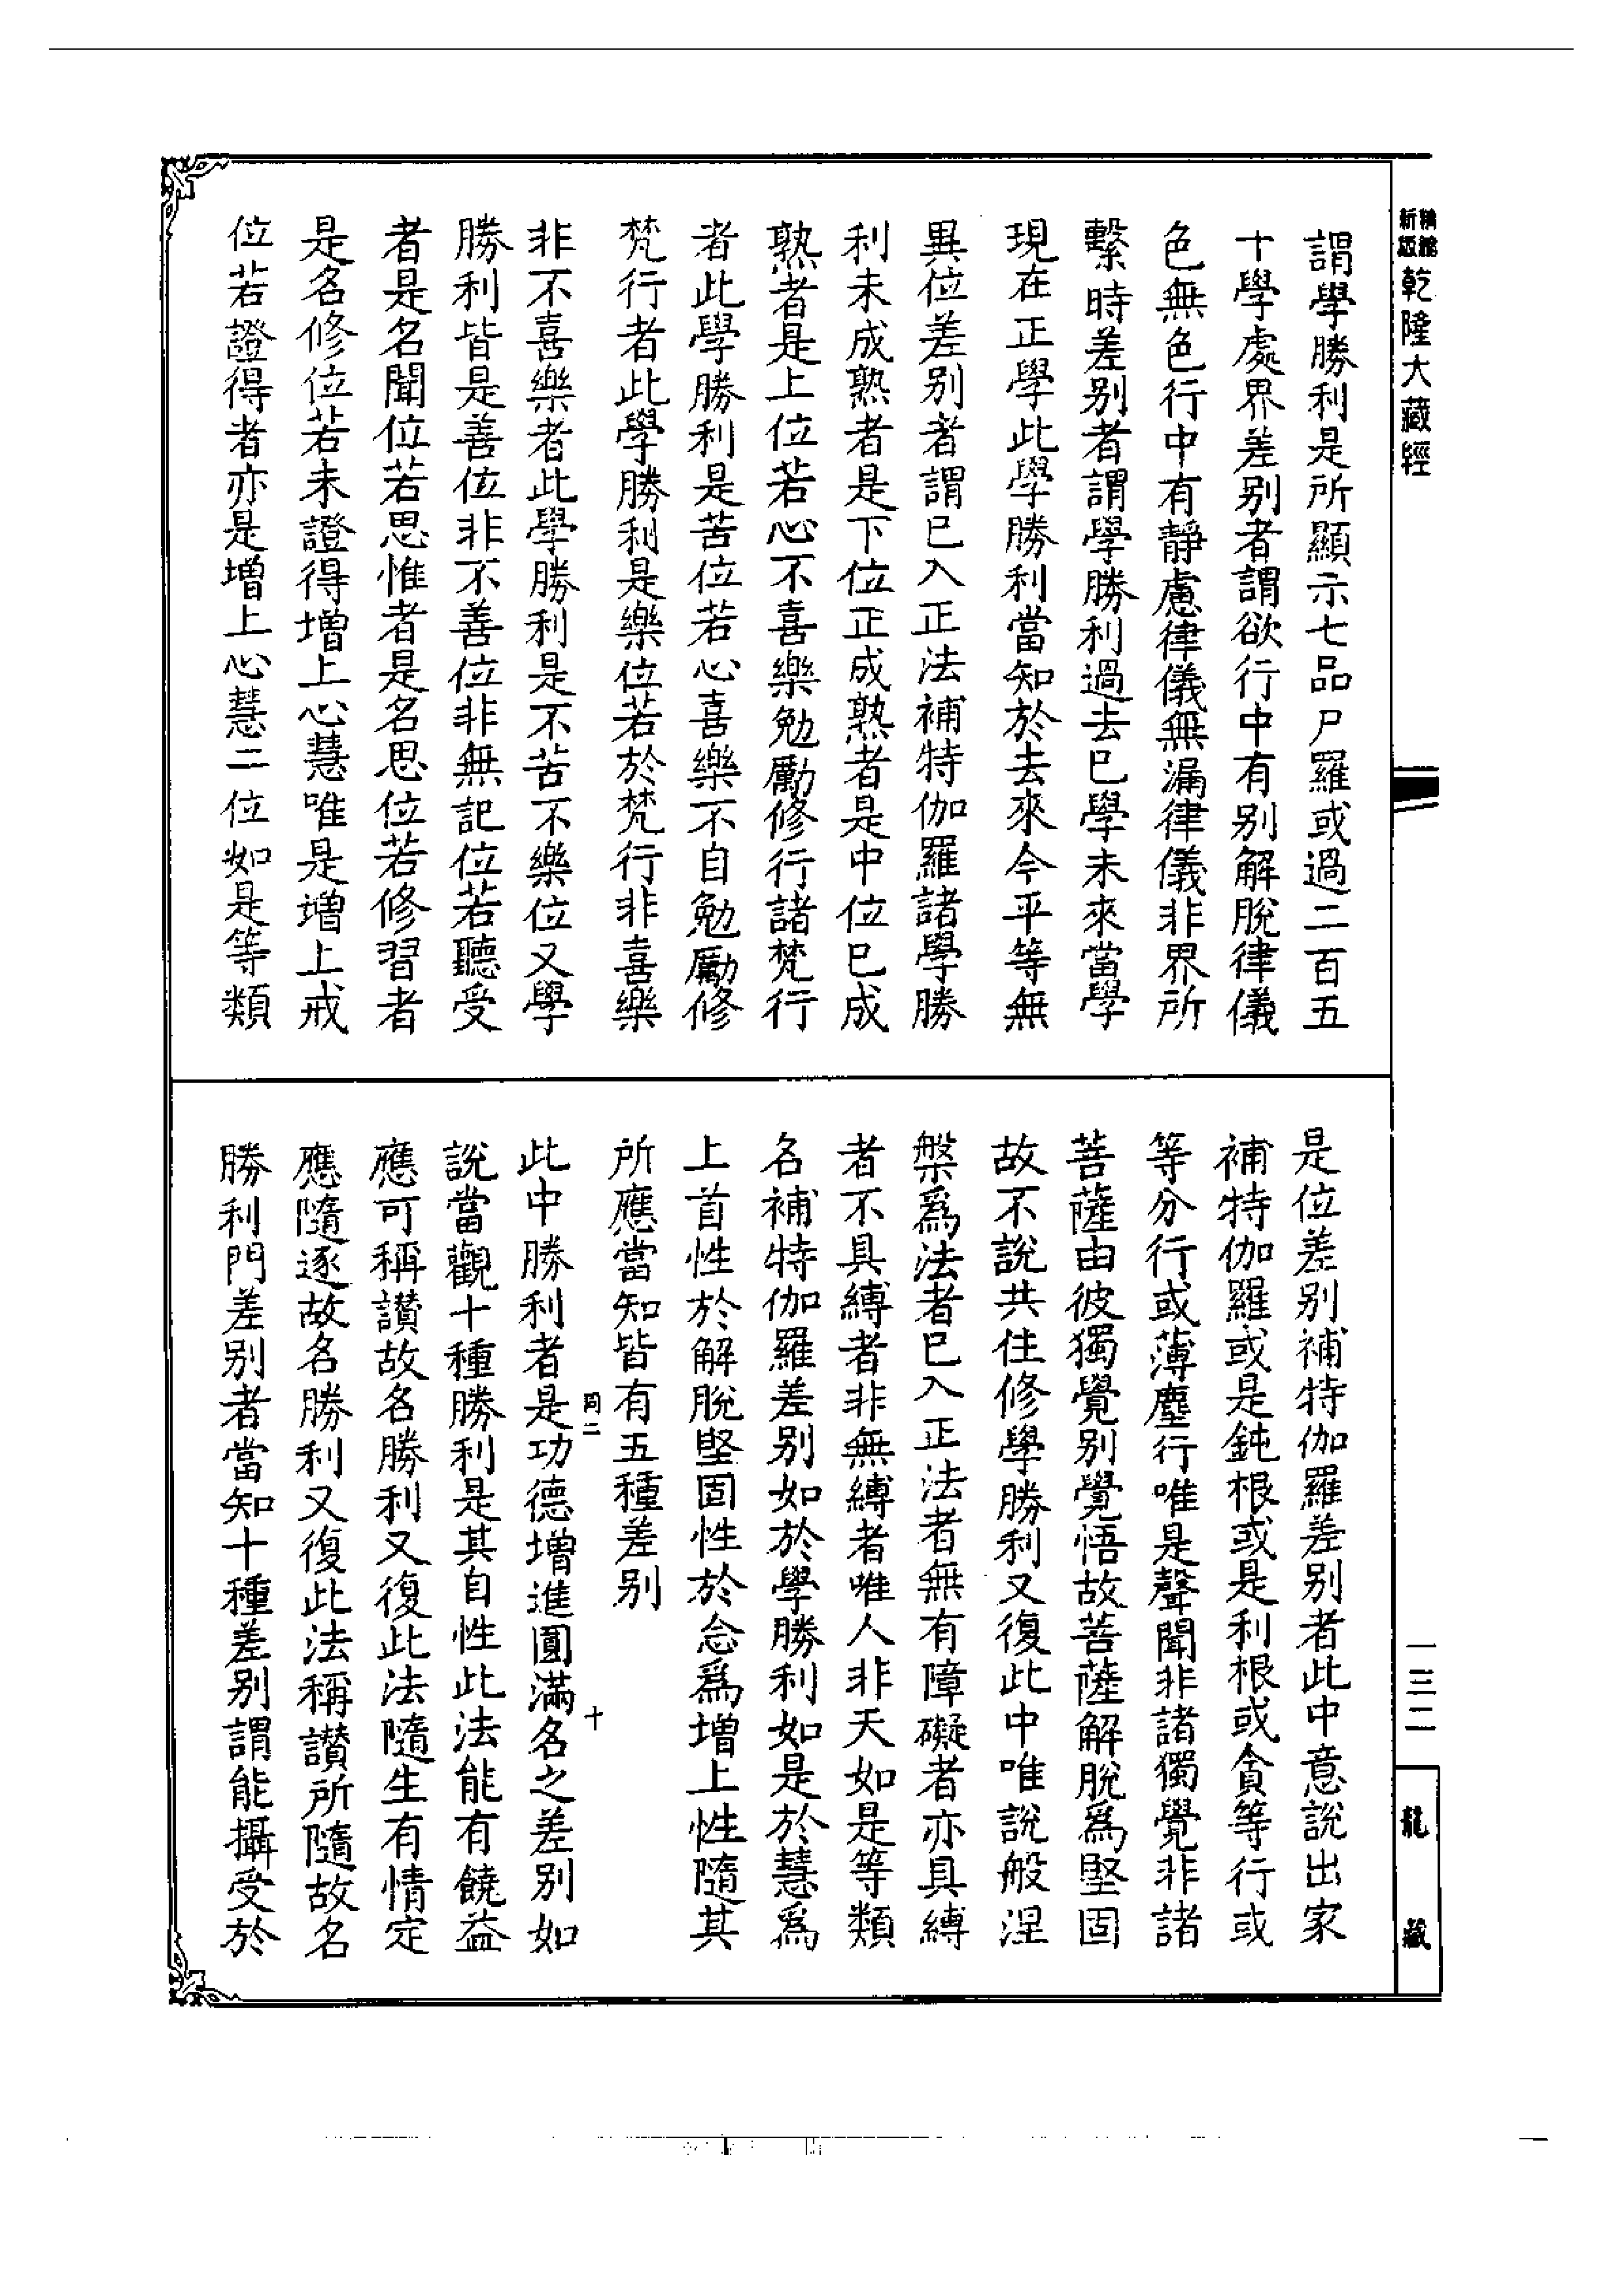 精縮新版乾隆大藏經
謂學勝利是所顯示七品尸羅或過二百五
十學處界差別者謂欲行中有別解脫律儀
色無色行中有靜慮律儀無漏律儀非界所
繫時差別者謂學勝利過去已學未來當學
現在正學此學勝利當知於去來今平等無
異位差別者謂已入正法補特伽羅諸學勝
利未成熟者是下位正成熟者是中位已成
熟者是上位若心不喜樂勉勵修行諸梵行
者此學勝利是苦位若心喜樂不自勉勵修
梵行者此學勝利是樂位若於梵行非喜樂
非不喜樂者此學勝利是不苦不樂位又學
勝利皆是善位非不善位非無記位若聽受
者是名聞位若思惟者是名思位若修習者
是名修位若未證得增上心慧唯是增上戒
位若證得者亦是增上心慧二位如是等類
是位差別補特伽羅差別者此中意說出家
補特伽羅或是鈍根或是利根或貪等行或
等分行或薄塵行唯是聲聞非諸獨覺非諸
菩薩由彼獨覺別覺悟故菩薩解脫為堅固
故不說共住修學勝利又復此中唯說般涅
槃為法者已入正法者無有障礙者亦具縛
者不具縛者非無縛者唯人非天如是等類
名補特伽羅差別如於學勝利如是於慧為
上首性於解脫堅固性於念為增上性隨其
所應當知皆有五種差別
同二
十
此中勝利者是功德增進圓滿名之差別如
說當觀十種勝利是其自性此法能有饒益
應可稱讚故名勝利又復此法隨生有情定
應隨逐故名勝利又復此法稱讚所隨故名
勝利門差別者當知十種差別謂能攝受於
一三二
龍藏